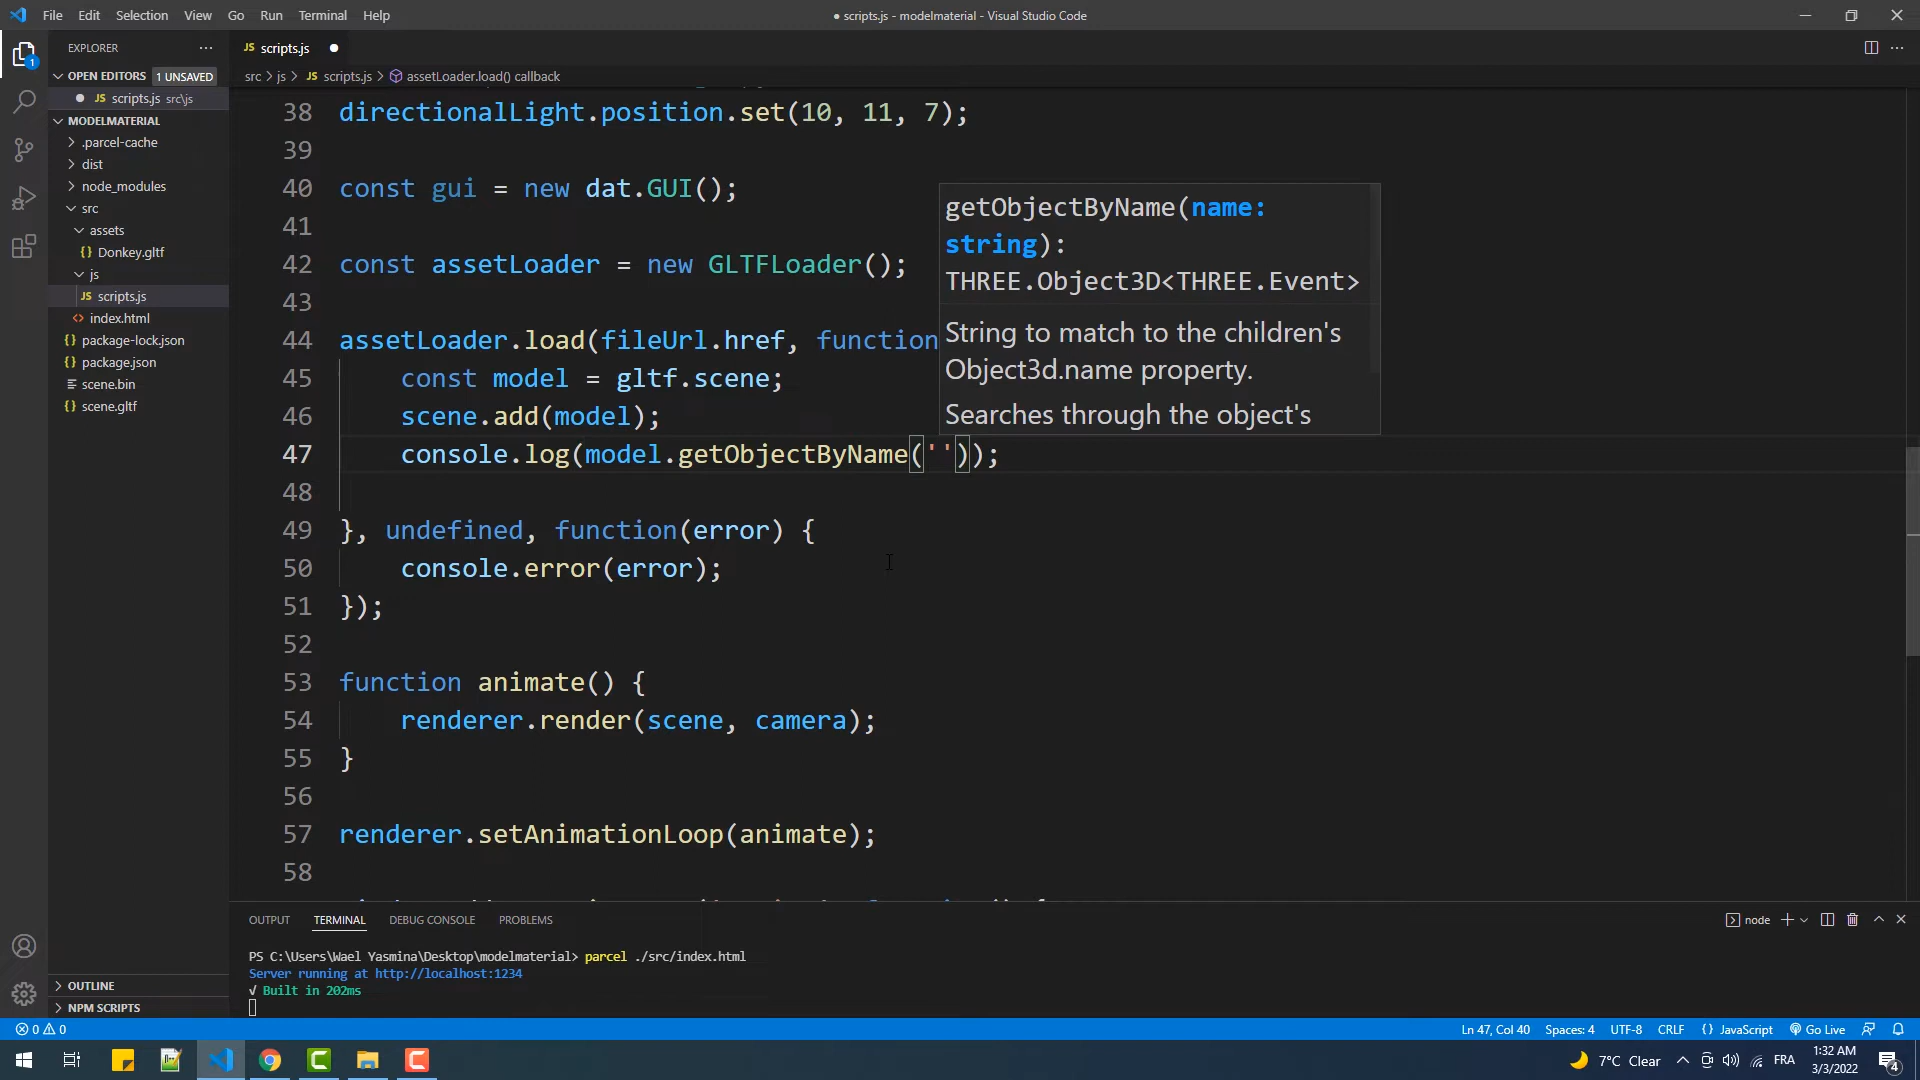 File Edit Selection View Go Run Terminal Help
● scripts.js - modelmaterial - Visual Studio Code
EXPLORER ···
JS scripts.js ●
OPEN EDITORS 1 UNSAVED
src > js > JS scripts.js > assetLoader.load() callback
● JS scripts.js src\js
MODELMATERIAL
.parcel-cache
dist
node_modules
src
assets
{} Donkey.gltf
js
JS scripts.js
<> index.html
{} package-lock.json
{} package.json
scene.bin
{} scene.gltf
OUTLINE
NPM SCRIPTS
38 directionalLight.position.set(10, 11, 7);
39
40 const gui = new dat.GUI();
41
42 const assetLoader = new GLTFLoader();
43
44 assetLoader.load(fileUrl.href, function
45 const model = gltf.scene;
46 scene.add(model);
47 console.log(model.getObjectByName(''));
48
49 }, undefined, function(error) {
50 console.error(error);
51 });
52
53 function animate() {
54 renderer.render(scene, camera);
55 }
56
57 renderer.setAnimationLoop(animate);
58
getObjectByName(name:
string):
THREE.Object3D<THREE.Event>
String to match to the children's
Object3d.name property.
Searches through the object's
OUTPUT TERMINAL DEBUG CONSOLE PROBLEMS
node
PS C:\Users\Wael Yasmina\Desktop\modelmaterial> parcel ./src/index.html
Server running at http://localhost:1234
√ Built in 202ms
0 0
Ln 47, Col 40 Spaces: 4 UTF-8 CRLF {} JavaScript Go Live
7°C Clear
FRA
1:32 AM
3/3/2022
4
1